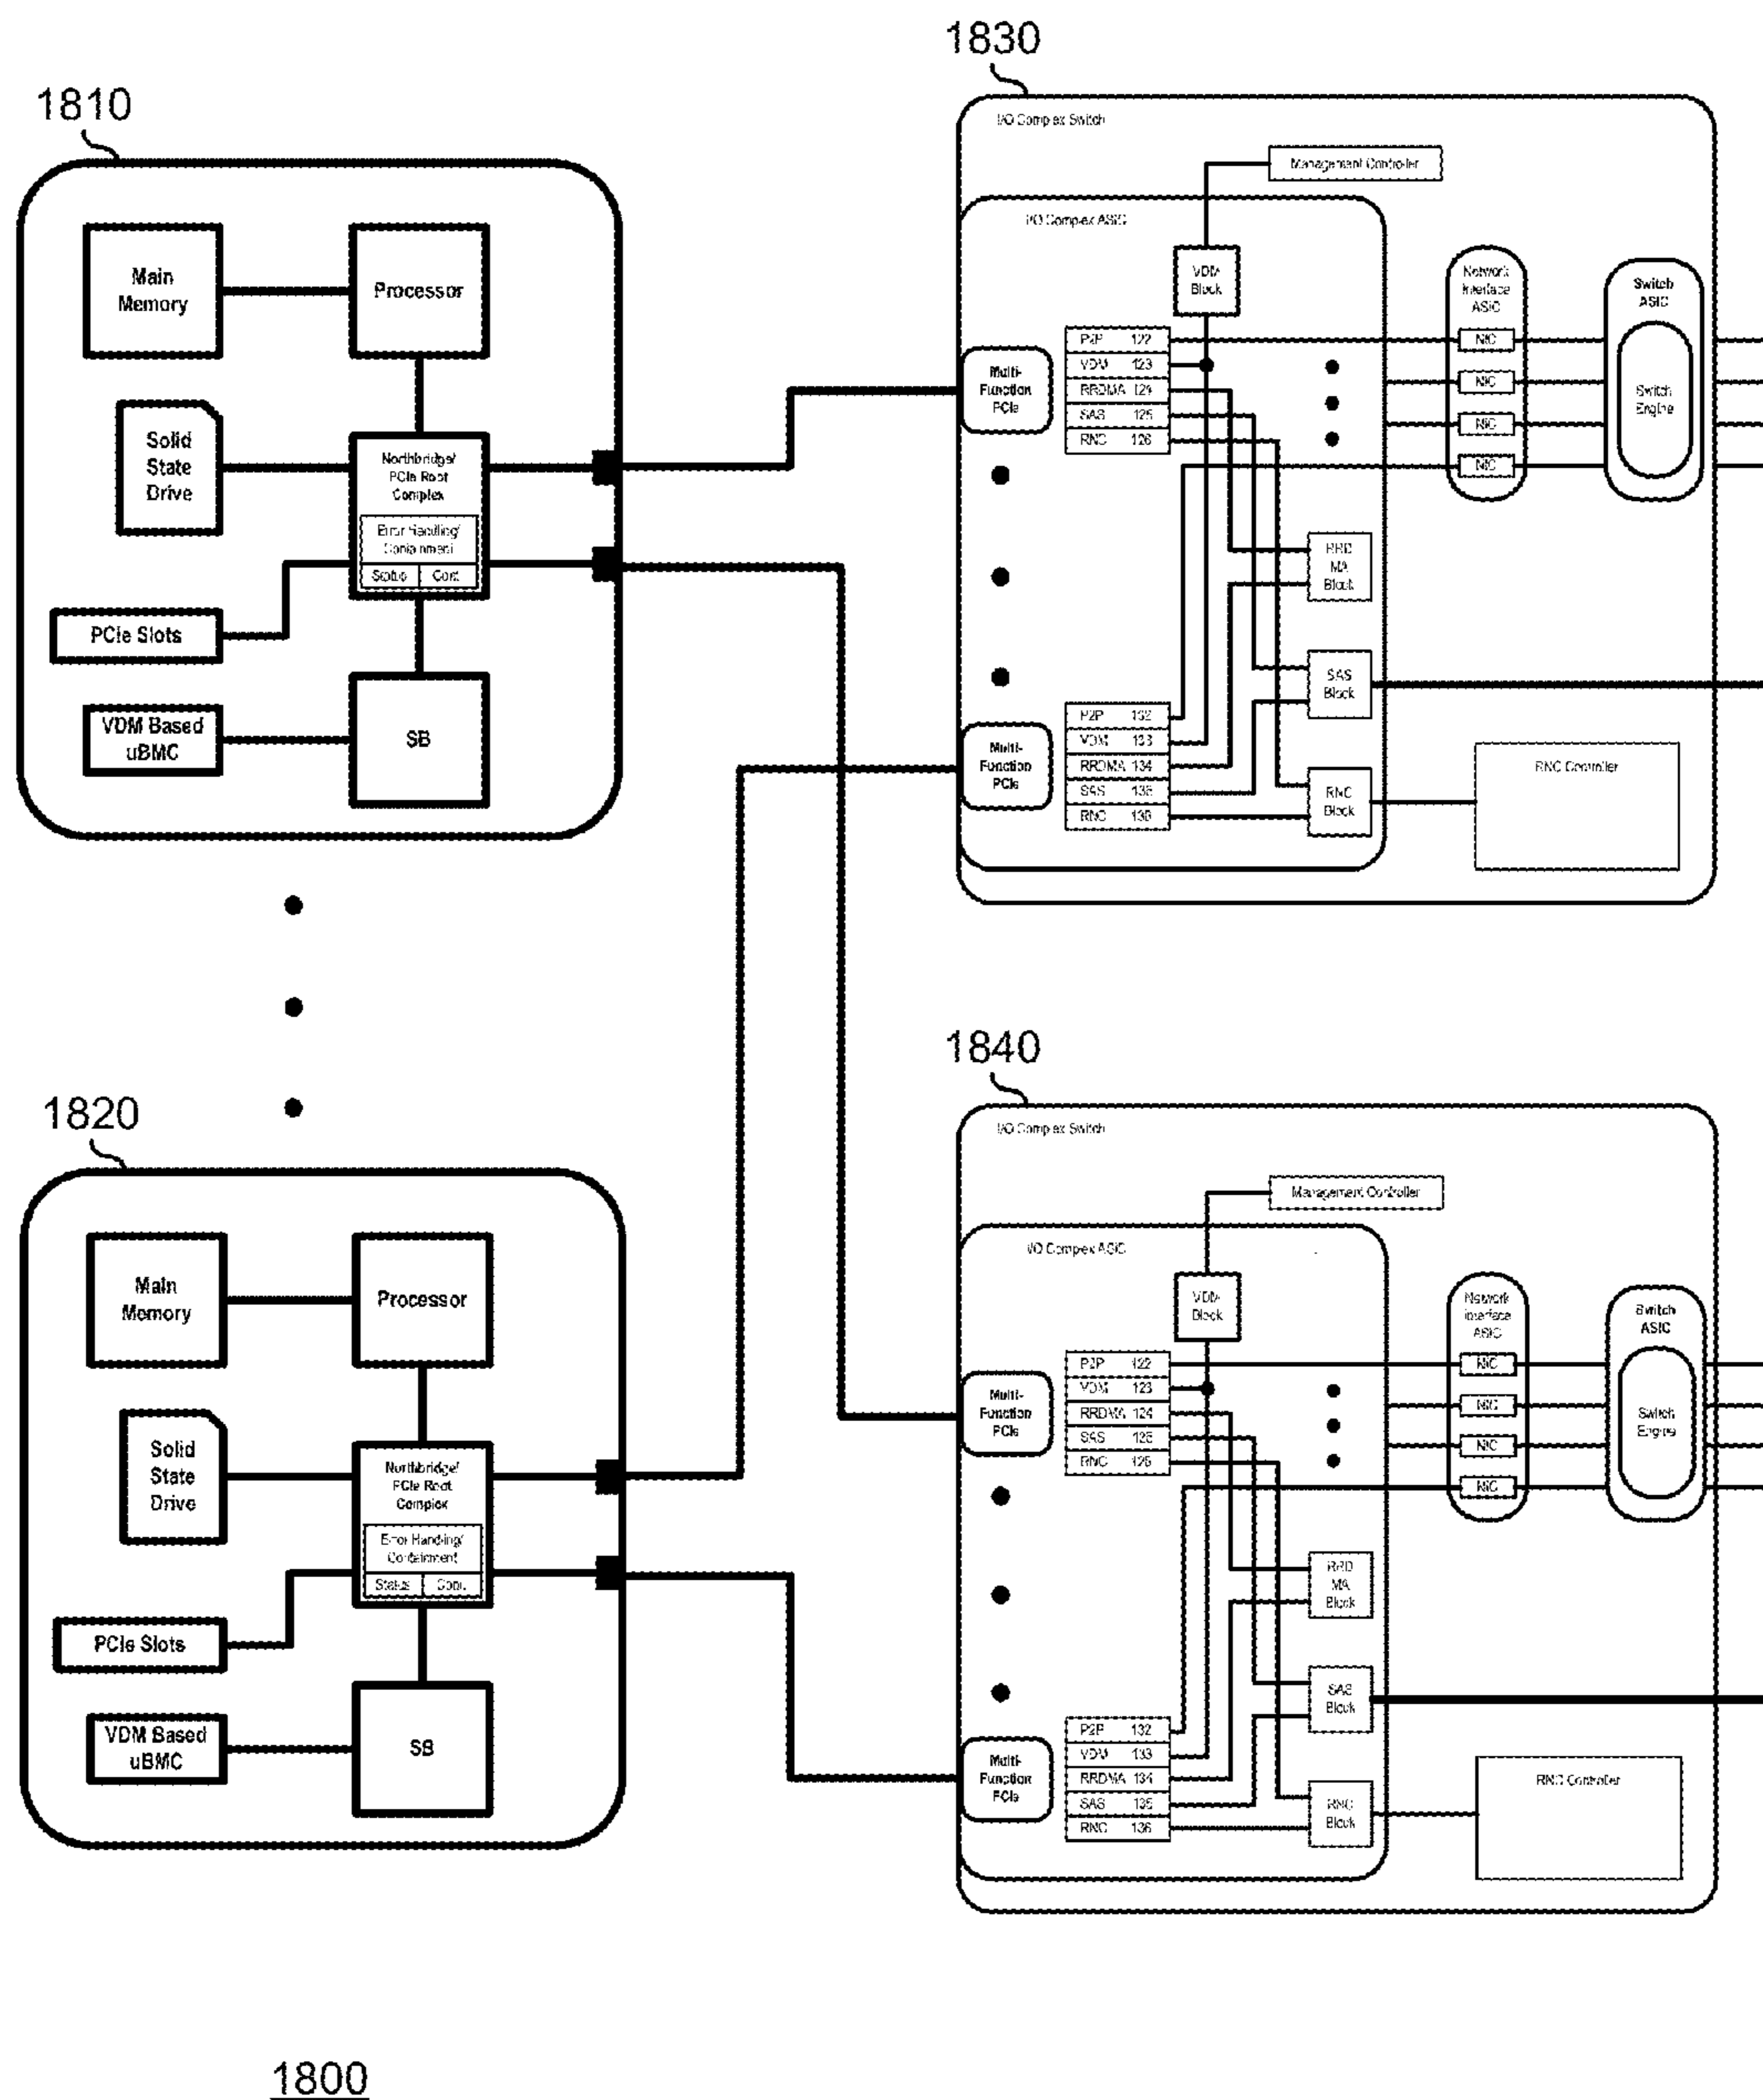 1810
Main
Memory
Processor
Solid
State
Drive
Northbridge/
PCIe Root
Complex
Error Handling/
Containment
Status
Cont.
PCIe Slots
VDM Based
uBMC
SB
1820
Main
Memory
Processor
Solid
State
Drive
Northbridge/
PCIe Root
Complex
Error Handling/
Containment
Status
Cont.
PCIe Slots
VDM Based
uBMC
SB
1830
I/O Complex Switch
Management Controller
I/O Complex ASIC
VDM
Block
Multi-
Function
PCIe
P2P 122
VDM 123
RRDMA 124
SAS 125
RNC 126
Network
Interface
ASIC
NIC
NIC
NIC
NIC
Switch
ASIC
Switch
Engine
RRD
MA
Block
SAS
Block
RNC
Block
Multi-
Function
PCIe
P2P 132
VDM 133
RRDMA 134
SAS 135
RNC 136
RNC Controller
1840
I/O Complex Switch
Management Controller
I/O Complex ASIC
VDM
Block
Multi-
Function
PCIe
P2P 122
VDM 123
RRDMA 124
SAS 125
RNC 126
Network
Interface
ASIC
NIC
NIC
NIC
NIC
Switch
ASIC
Switch
Engine
RRD
MA
Block
SAS
Block
RNC
Block
Multi-
Function
PCIe
P2P 132
VDM 133
RRDMA 134
SAS 135
RNC 136
RNC Controller
1800